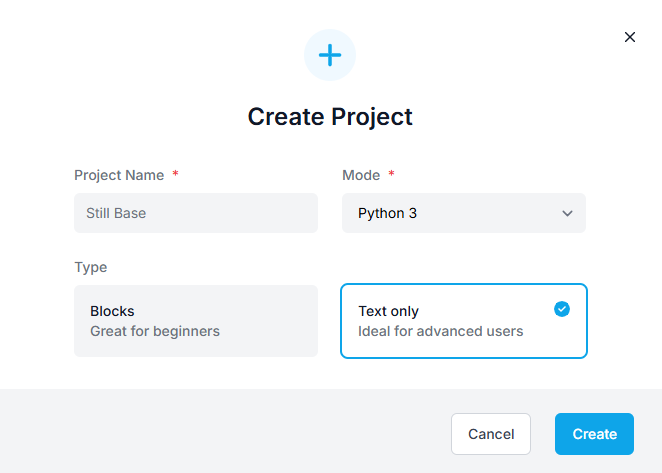 Create Project
Project Name *
Mode *
Still Base
Python 3
Type
Blocks
Great for beginners
Text only
Ideal for advanced users
Cancel
Create